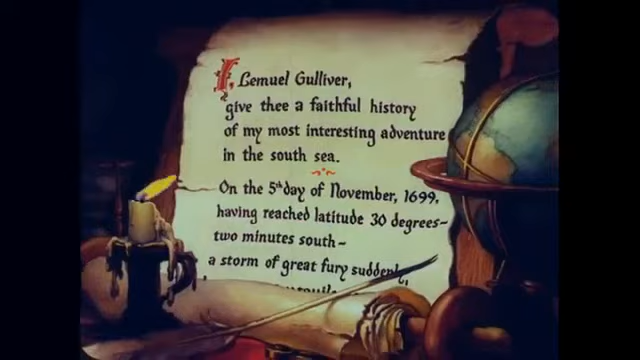 I, Lemuel Gulliver,
give thee a faithful history
of my most interesting adventure
in the south sea.
On the 5th day of November, 1699,
having reached latitude 30 degrees–
two minutes south–
a storm of great fury suddenly,